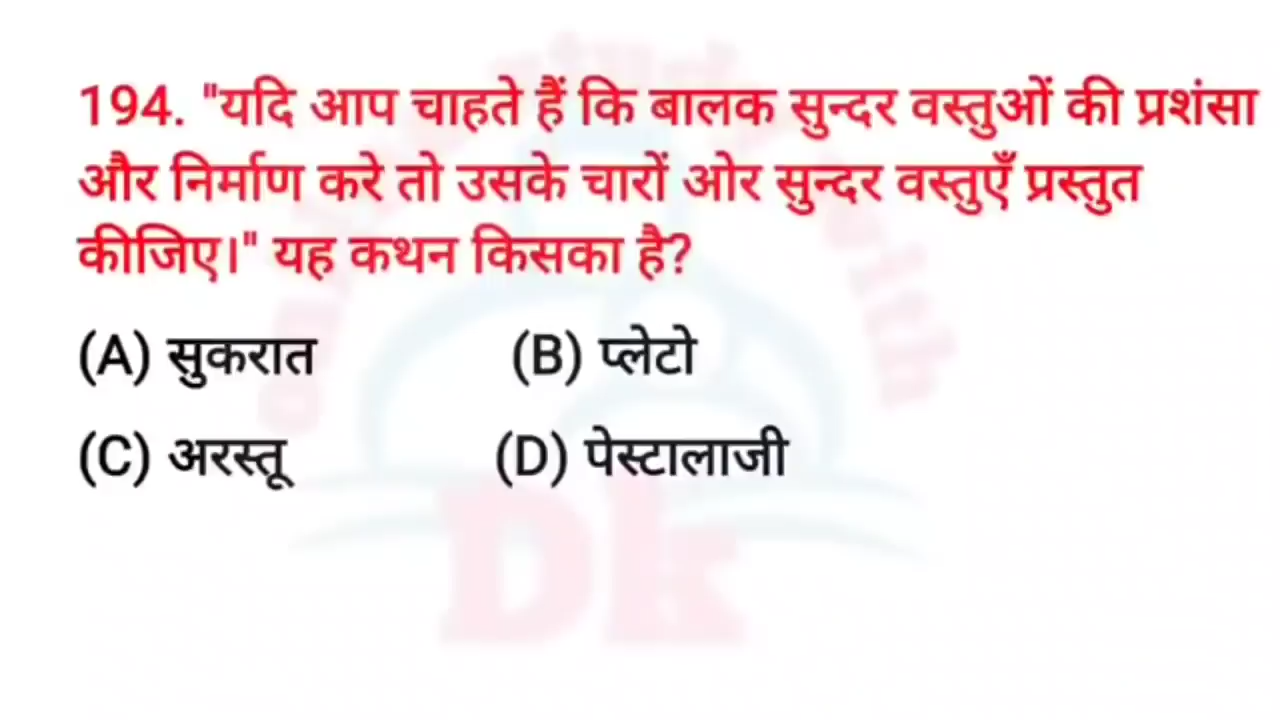 194. "यदि आप चाहते हैं कि बालक सुन्दर वस्तुओं की प्रशंसा
और निर्माण करे तो उसके चारों ओर सुन्दर वस्तुएँ प्रस्तुत
कीजिए।" यह कथन किसका है?
(A) सुकरात (B) प्लेटो
(C) अरस्तू (D) पेस्टालाजी
Dk